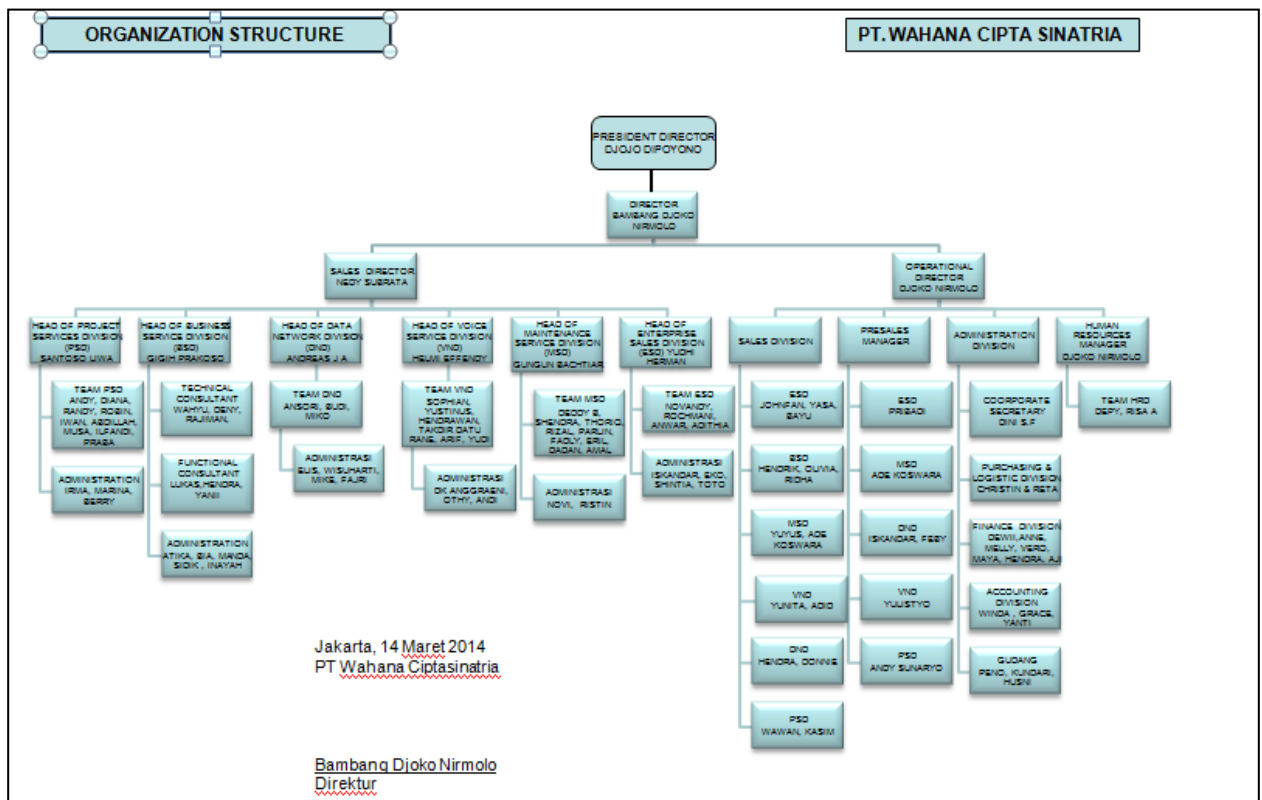 ORGANIZATION STRUCTURE
PT. WAHANA CIPTA SINATRIA
PRESIDENT DIRECTOR
DJOJO DIPOYONO
DIRECTOR
BAMBANG DJOKO
NIRMOLO
SALES DIRECTOR
NEDY SUBRATA
OPERATIONAL
DIRECTOR
DJOKO NIRMOLO
HEAD OF PROJECT
SERVICES DIVISION
(PSD)
SANTOSO LIWA
HEAD OF BUSINESS
SERVICE DIVISION
(BSD)
GIGIH PRAKOSO
HEAD OF DATA
NETWORK DIVISION
(DND)
ANDREAS J A
HEAD OF VOICE
SERVICE DIVISION
(VND)
HELMI EFFENDY
HEAD OF
MAINTENANCE
SERVICE DIVISION
(MSD)
GUNGUN BACHTIAR
HEAD OF
ENTERPRISE
SALES DIVISION
(ESD) YUDHI
HERMAN
SALES DIVISION
PRESALES
MANAGER
ADMINISTRATION
DIVISION
HUMAN
RESOURCES
MANAGER
DJOKO NIRMOLO
TEAM PSD
ANDY, DIANA,
RANDY, ROBIN,
IWAN, ABDILLAH,
MUSA, ILFANDI,
PRABA
ADMINISTRATION
IRMA, MARINA,
BERRY
TECHNICAL
CONSULTANT
WAHYU, DENY,
RAJIMAN,
FUNCTIONAL
CONSULTANT
LUKAS,HENDRA,
YANII
ADMINISTRATION
ATIKA, BIA, MANDA,
SIDIK , INAYAH
TEAM DND
ANSORI, BUDI,
MIKO
ADMINISTRASI
ELIS, WISUHARTI,
MIKE, FAJRI
TEAM VND
SOPHIAN,
YUSTINUS,
HENDRAWAN,
TAKDIR DATU
RANE, ARIF, YUDI
ADMINISTRASI
DK ANGGRAENI,
OTHY, ANDI
TEAM MSD
DEDDY B,
SHENDRA, THORIQ,
RIZAL, PARLIN,
FADLY, ERIL,
DADAN, AMAL
ADMINISTRASI
NOVI, RISTIN
TEAM ESD
NOVANDY,
ROCHMANI,
ANWAR, ADITHIA
ADMINISTRASI
ISKANDAR, EKO,
SHINTIA, TOTO
ESD
JOHNFAN, YASA,
BAYU
BSD
HENDRIK, OLIVIA,
RIDHA
MSD
YUYUS, ADE
KOSWARA
VND
YUNITA, ADIO
DND
HENDRA, DONNIE
PSD
WAWAN, KASIM
ESD
PRIBADI
MSD
ADE KOSWARA
DND
ISKANDAR, FEBY
VND
YULISTYO
PSD
ANDY SUNARYO
COORPORATE
SECRETARY
DINI S.F
PURCHASING &
LOGISTIC DIVISION
CHRISTIN & RETA
FINANCE DIVISION
DEWII,ANNE,
MELLY, VERO,
MAYA, HENDRA, AJI
ACCOUNTING
DIVISION
WINDA , GRACE,
YANTI
GUDANG
PENO, KUNDARI,
HUSNI
TEAM HRD
DEPY, RISA A
Jakarta, 14 Maret 2014
PT Wahana Ciptasinatria
Bambang Djoko Nirmolo
Direktur